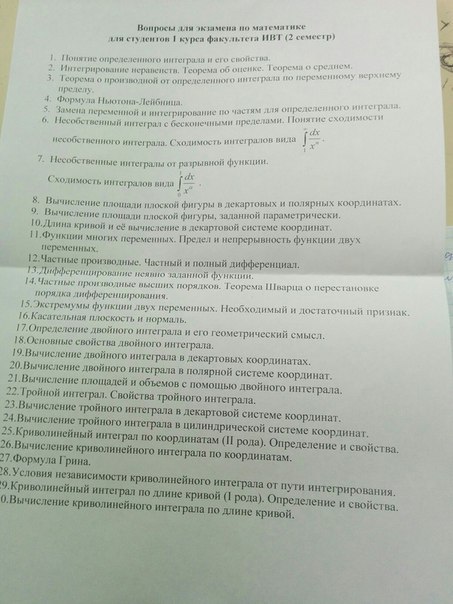 Вопросы для экзамена по математике
для студентов I курса факультета ИВТ (2 семестр)
1. Понятие определенного интеграла и его свойства.
2. Интегрирование неравенств. Теорема об оценке. Теорема о среднем.
3. Теорема о производной от определенного интеграла по переменному верхнему
пределу.
4. Формула Ньютона-Лейбница.
5. Замена переменной и интегрирование по частям для определенного интеграла.
6. Несобственный интеграл с бесконечными пределами. Понятие сходимости
несобственного интеграла. Сходимость интегралов вида ∫₁^∞ dx/xⁿ.
7. Несобственные интегралы от разрывной функции.
Сходимость интегралов вида ∫₀ dx/xⁿ.
8. Вычисление площади плоской фигуры в декартовых и полярных координатах.
9. Вычисление площади плоской фигуры, заданной параметрически.
10.Длина кривой и её вычисление в декартовой системе координат.
11.Функции многих переменных. Предел и непрерывность функции двух
переменных.
12.Частные производные. Частный и полный дифференциал.
13.Дифференцирование неявно заданной функции.
14.Частные производные высших порядков. Теорема Шварца о перестановке
порядка дифференцирования.
15.Экстремумы функции двух переменных. Необходимый и достаточный признак.
16.Касательная плоскость и нормаль.
17.Определение двойного интеграла и его геометрический смысл.
18.Основные свойства двойного интеграла.
19.Вычисление двойного интеграла в декартовых координатах.
20.Вычисление двойного интеграла в полярной системе координат.
21.Вычисление площадей и объемов с помощью двойного интеграла.
22.Тройной интеграл. Свойства тройного интеграла.
23.Вычисление тройного интеграла в декартовой системе координат.
24.Вычисление тройного интеграла в цилиндрической системе координат.
25.Криволинейный интеграл по координатам (II рода). Определение и свойства.
26.Вычисление криволинейного интеграла по координатам.
27.Формула Грина.
28.Условия независимости криволинейного интеграла от пути интегрирования.
29.Криволинейный интеграл по длине кривой (I рода). Определение и свойства.
0.Вычисление криволинейного интеграла по длине кривой.